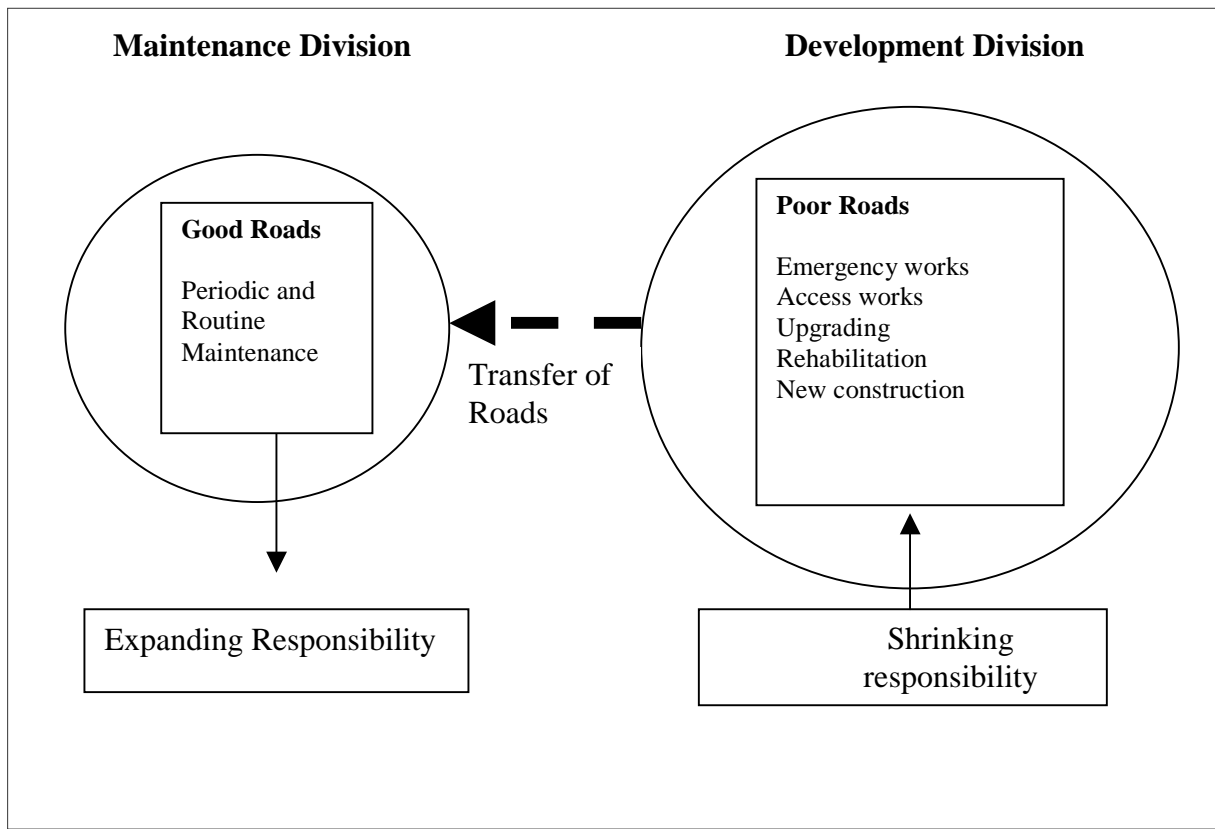 Maintenance Division
Development Division
Good Roads
Periodic and
Routine
Maintenance
Transfer of
Roads
Poor Roads
Emergency works
Access works
Upgrading
Rehabilitation
New construction
Expanding Responsibility
Shrinking
responsibility